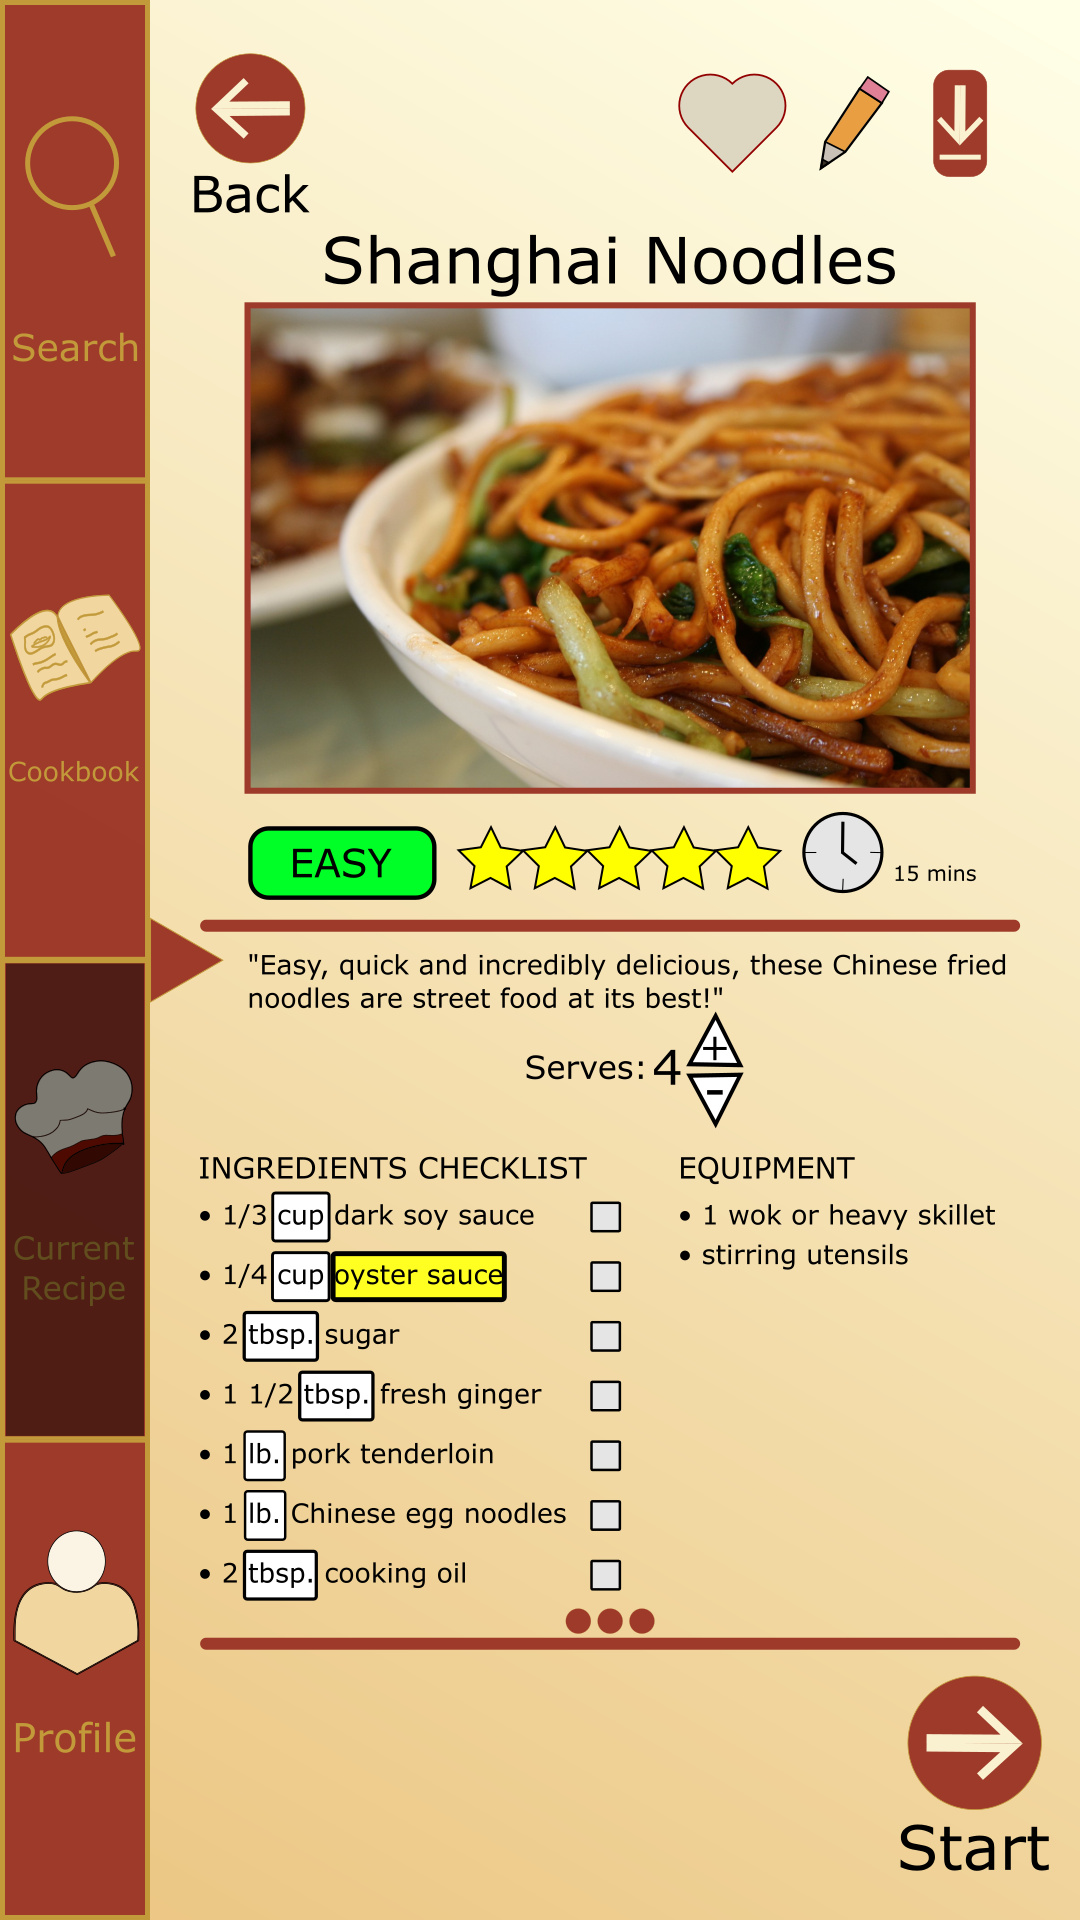 Back
Shanghai Noodles
Search
Cookbook
EASY
15 mins
"Easy, quick and incredibly delicious, these Chinese fried
noodles are street food at its best!"
Serves: 4
+
-
Current
Recipe
INGREDIENTS CHECKLIST
• 1/3 cup dark soy sauce
• 1/4 cup oyster sauce
• 2 tbsp. sugar
• 1 1/2 tbsp. fresh ginger
• 1 lb. pork tenderloin
• 1 lb. Chinese egg noodles
• 2 tbsp. cooking oil
EQUIPMENT
• 1 wok or heavy skillet
• stirring utensils
Profile
Start